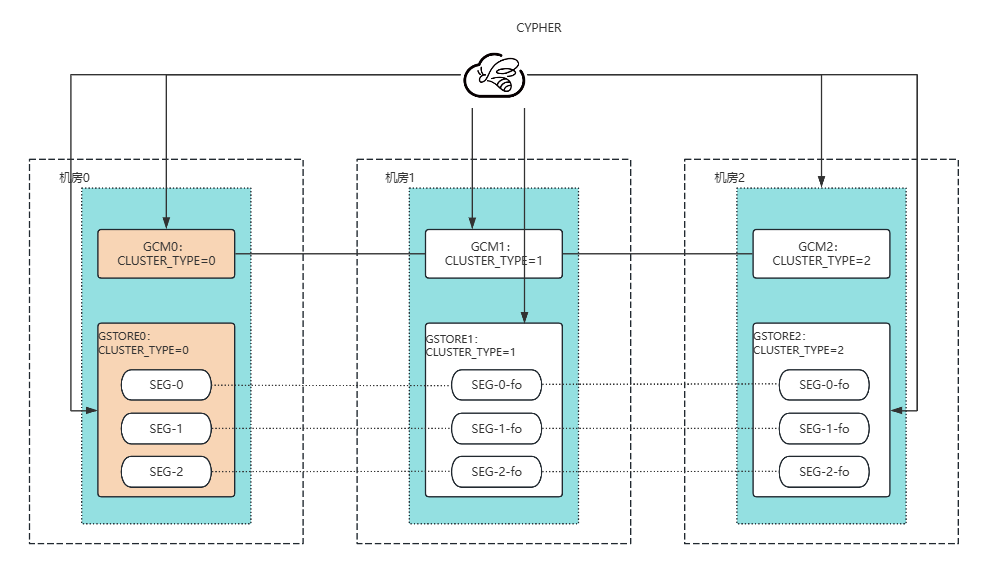 CYPHER
机房0
机房1
机房2
GCM0：
CLUSTER_TYPE=0
GCM1：
CLUSTER_TYPE=1
GCM2：
CLUSTER_TYPE=2
GSTORE0：
CLUSTER_TYPE=0
SEG-0
SEG-1
SEG-2
GSTORE1：
CLUSTER_TYPE=1
SEG-0-fo
SEG-1-fo
SEG-2-fo
GSTORE2：
CLUSTER_TYPE=2
SEG-0-fo
SEG-1-fo
SEG-2-fo